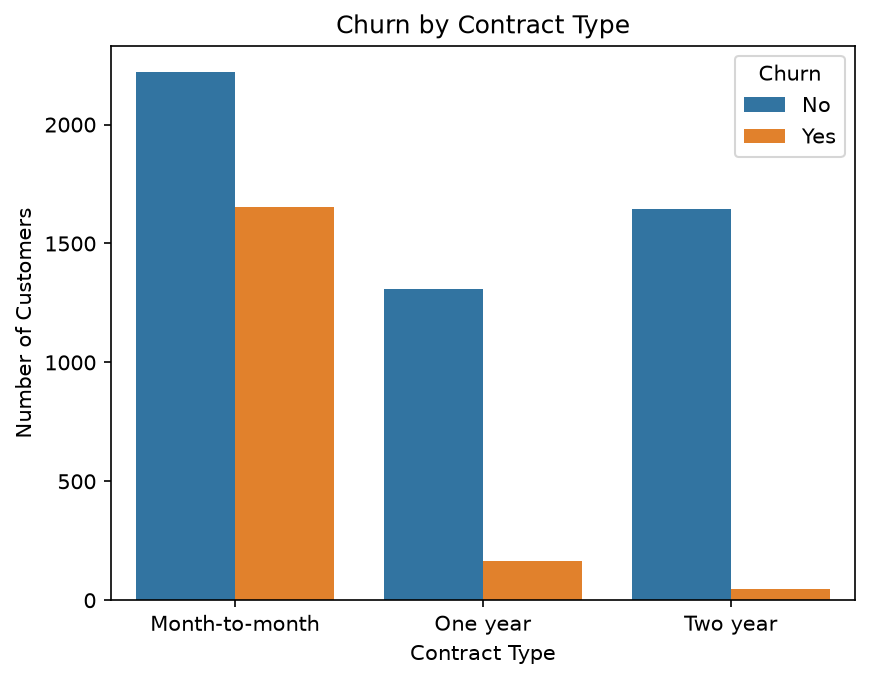 Churn by Contract Type
Churn
No
Yes
Number of Customers
2000
1500
1000
500
0
Month-to-month
One year
Two year
Contract Type